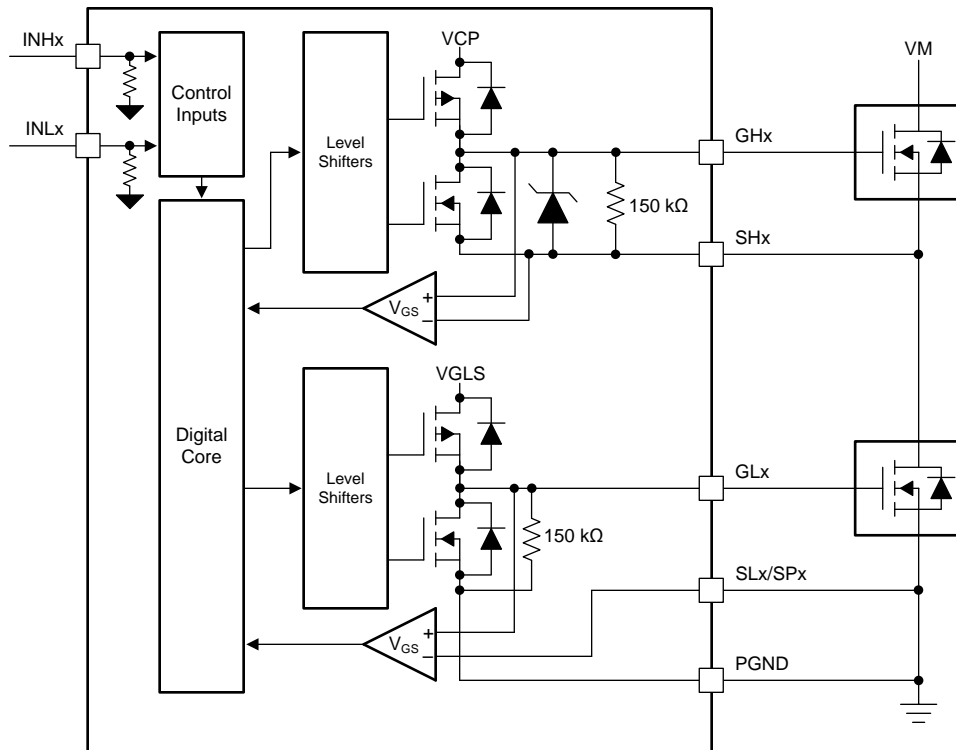 INHx
INLx
Control
Inputs
Level
Shifters
VCP
VM
GHx
150 kΩ
SHx
+
VGS
−
Digital
Core
VGLS
Level
Shifters
GLx
150 kΩ
SLx/SPx
+
VGS
−
PGND